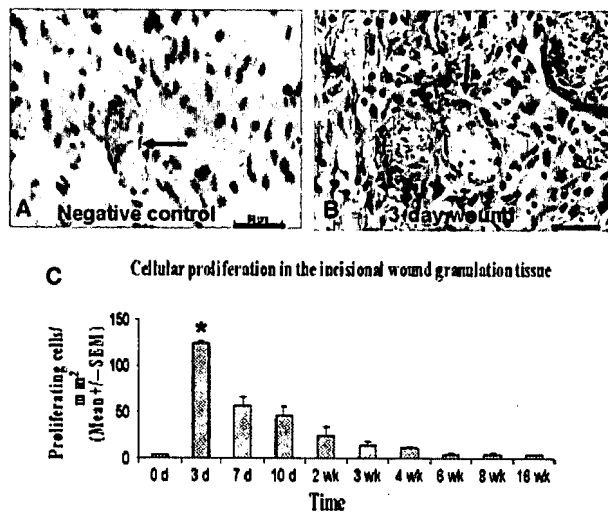 A Negative control
B 3-day wound
C Cellular proliferation in the incisional wound granulation tissue
Proliferating cells/
mm²
(Mean +/−SEM)
150
100
50
0
*
0 d 3 d 7 d 10 d 2 wk 3 wk 4 wk 6 wk 8 wk 16 wk
Time